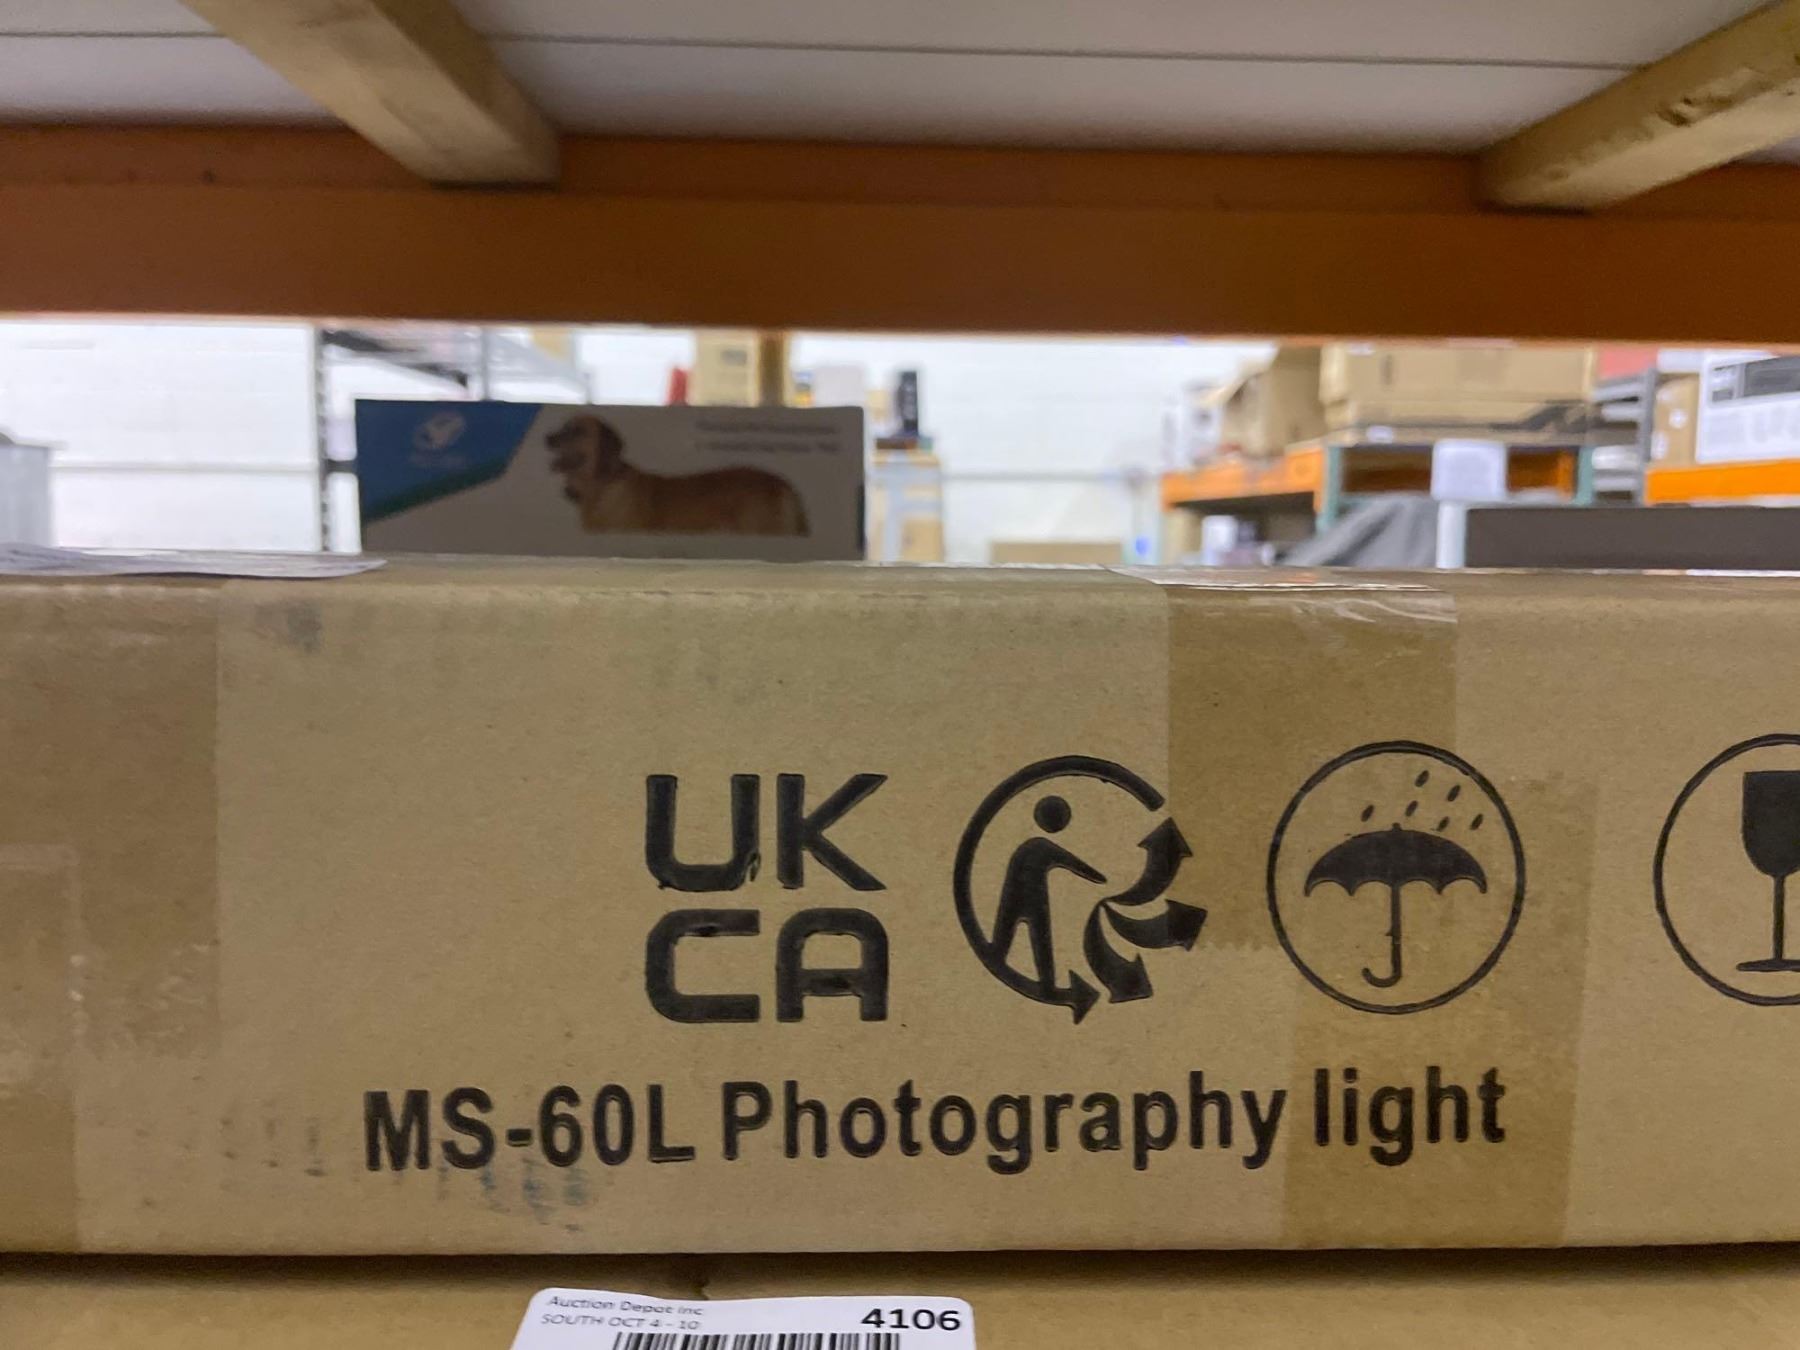 UK
CA
MS-60L Photography light
Auction Depot Inc
SOUTH OCT 4 - 10
4106